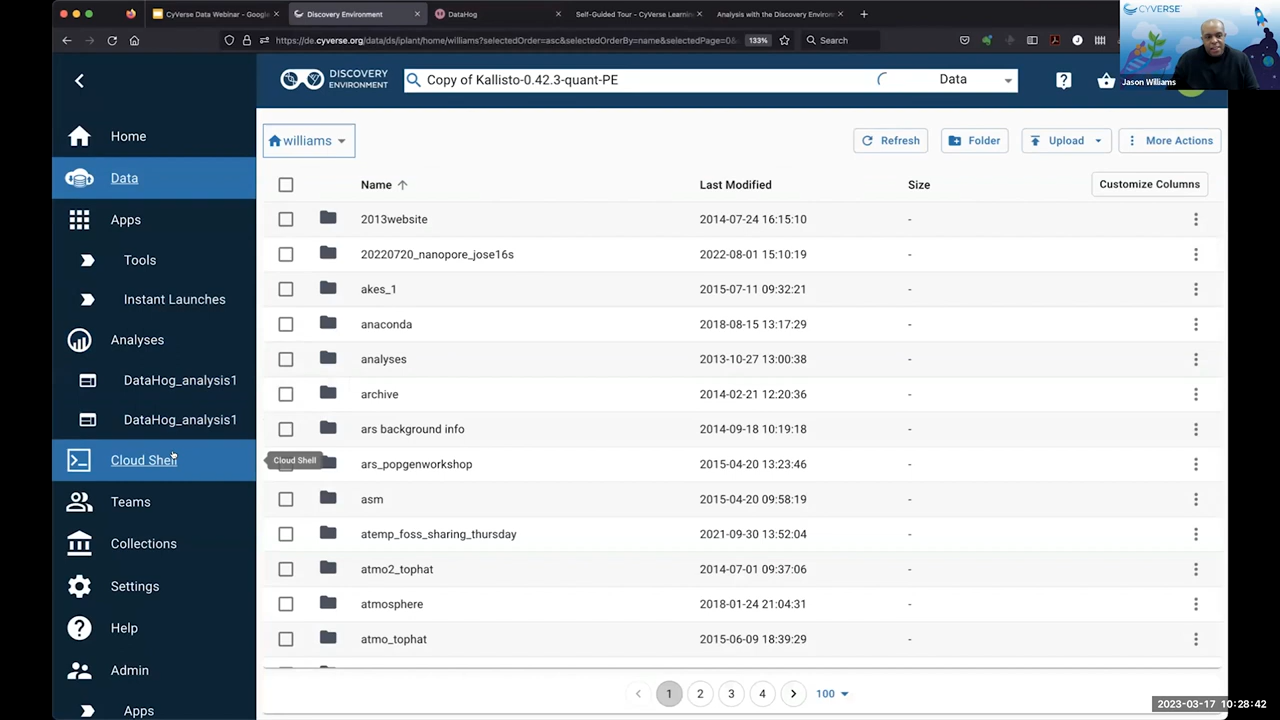 CyVerse Data Webinar - Google
Discovery Environment
DataHog
Self-Guided Tour – CyVerse Learnin
Analysis with the Discovery Environ
https://de.cyverse.org/data/ds/iplant/home/williams?selectedOrder=asc&selectedOrderBy=name&selectedPage=0&
133%
Search
CYVERSE
Jason Williams
DISCOVERY
ENVIRONMENT
Copy of Kallisto-0.42.3-quant-PE
Data
Home
Data
Apps
Tools
Instant Launches
Analyses
DataHog_analysis1
DataHog_analysis1
Cloud Shell
Cloud Shell
Teams
Collections
Settings
Help
Admin
Apps
williams
Refresh
Folder
Upload
More Actions
Name
Last Modified
Size
Customize Columns
2013website 2014-07-24 16:15:10 -
20220720_nanopore_jose16s 2022-08-01 15:10:19 -
akes_1 2015-07-11 09:32:21 -
anaconda 2018-08-15 13:17:29 -
analyses 2013-10-27 13:00:38 -
archive 2014-02-21 12:20:36 -
ars background info 2014-09-18 10:19:18 -
ars_popgenworkshop 2015-04-20 13:23:46 -
asm 2015-04-20 09:58:19 -
atemp_foss_sharing_thursday 2021-09-30 13:52:04 -
atmo2_tophat 2014-07-01 09:37:06 -
atmosphere 2018-01-24 21:04:31 -
atmo_tophat 2015-06-09 18:39:29 -
1 2 3 4 100
2023-03-17 10:28:42